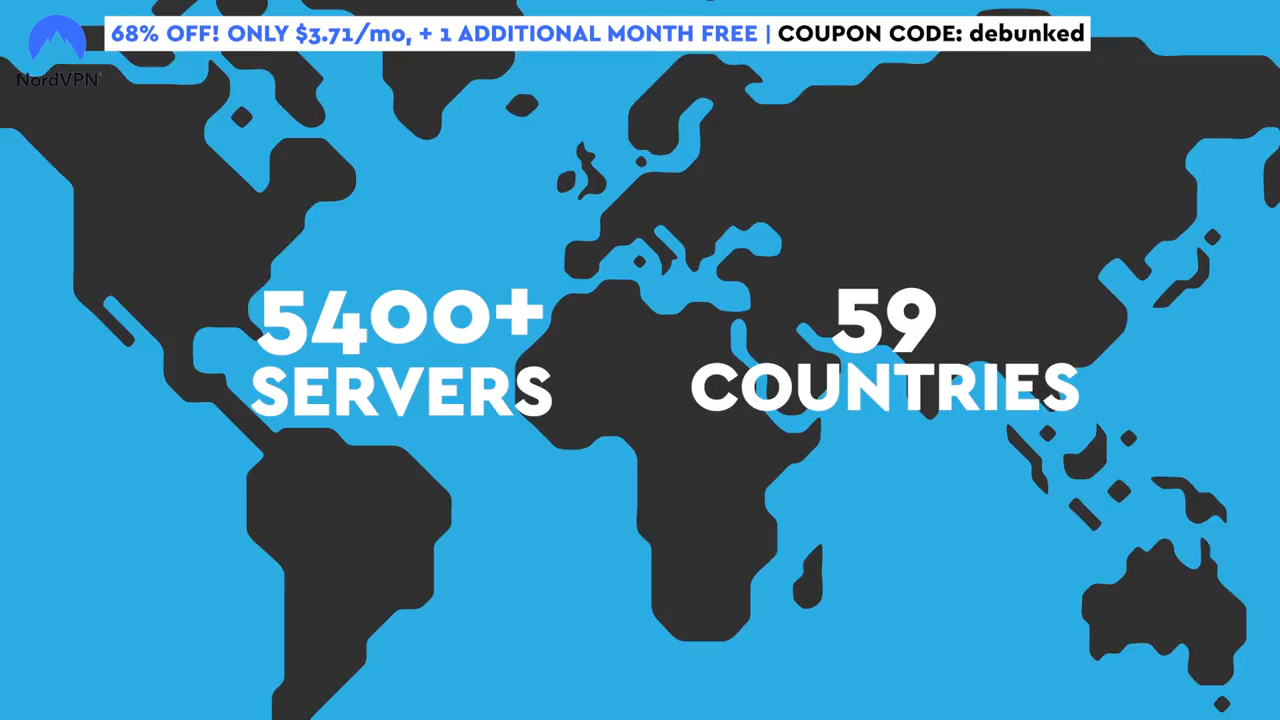 68% OFF! ONLY $3.71/mo, + 1 ADDITIONAL MONTH FREE | COUPON CODE: debunked
NordVPN
5400+
SERVERS
59
COUNTRIES